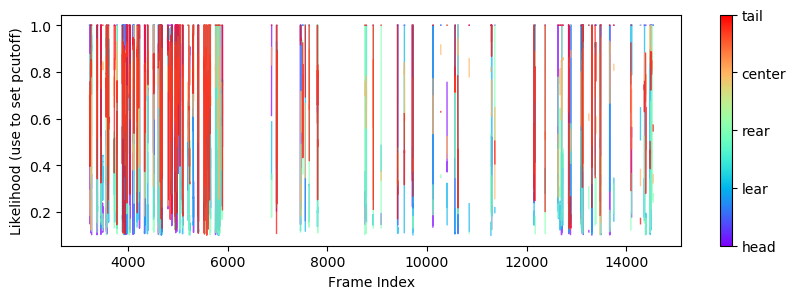 1.0
0.8
0.6
0.4
0.2
Likelihood (use to set pcutoff)
4000
6000
8000
10000
12000
14000
Frame Index
tail
center
rear
lear
head